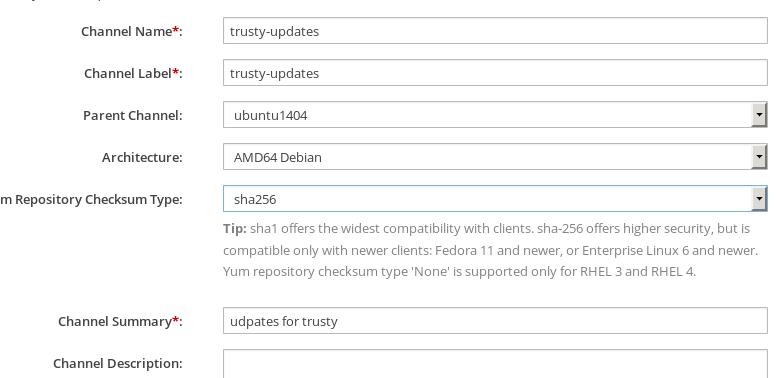 Channel Name*: trusty-updates
Channel Label*: trusty-updates
Parent Channel: ubuntu1404
Architecture: AMD64 Debian
m Repository Checksum Type: sha256
Tip: sha1 offers the widest compatibility with clients. sha-256 offers higher security, but is
compatible only with newer clients: Fedora 11 and newer, or Enterprise Linux 6 and newer.
Yum repository checksum type 'None' is supported only for RHEL 3 and RHEL 4.
Channel Summary*: udpates for trusty
Channel Description: